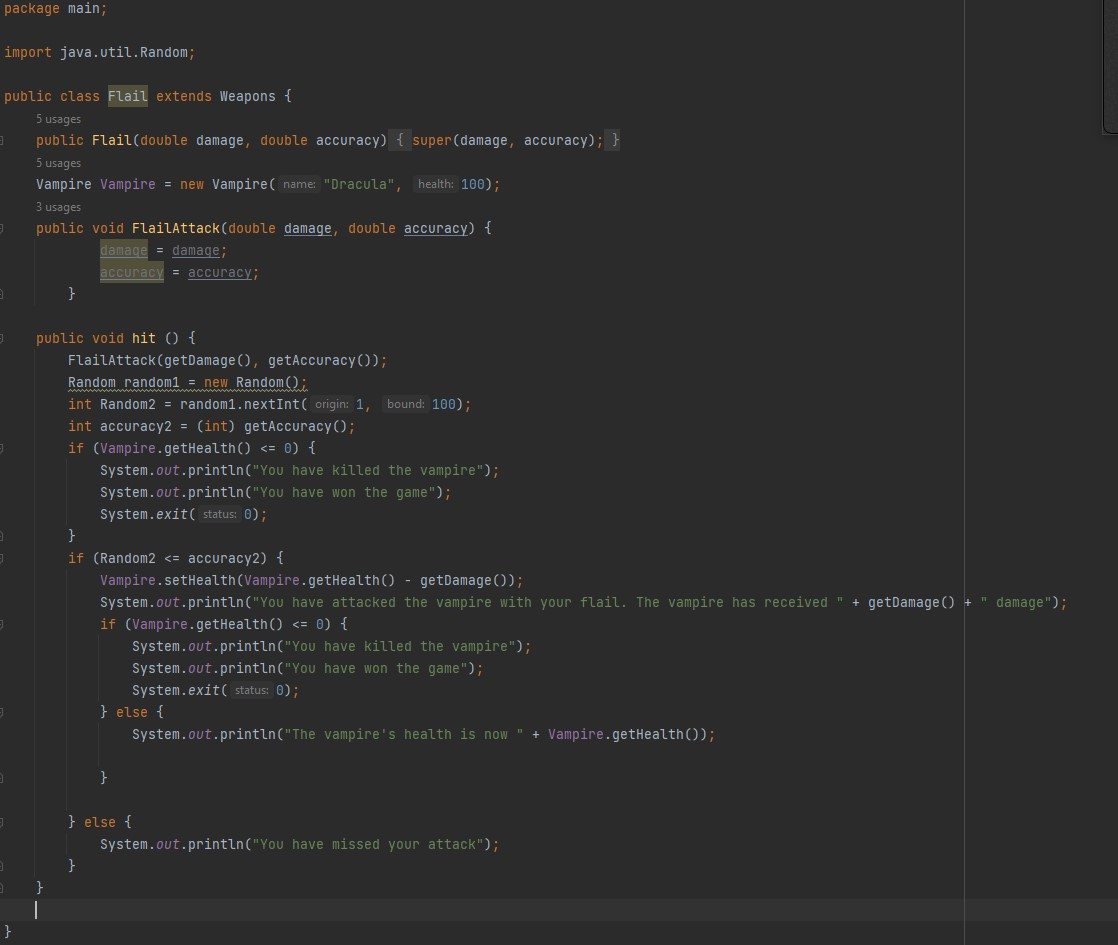 package main;
import java.util.Random;
public class Flail extends Weapons {
5 usages
public Flail(double damage, double accuracy) { super(damage, accuracy); }
5 usages
Vampire Vampire = new Vampire( name: "Dracula", health: 100);
3 usages
public void FlailAttack(double damage, double accuracy) {
damage = damage;
accuracy = accuracy;
}
public void hit () {
FlailAttack(getDamage(), getAccuracy());
Random random1 = new Random();
int Random2 = random1.nextInt( origin: 1, bound: 100);
int accuracy2 = (int) getAccuracy();
if (Vampire.getHealth() <= 0) {
System.out.println("You have killed the vampire");
System.out.println("You have won the game");
System.exit( status: 0);
}
if (Random2 <= accuracy2) {
Vampire.setHealth(Vampire.getHealth() - getDamage());
System.out.println("You have attacked the vampire with your flail. The vampire has received " + getDamage() + " damage");
if (Vampire.getHealth() <= 0) {
System.out.println("You have killed the vampire");
System.out.println("You have won the game");
System.exit( status: 0);
} else {
System.out.println("The vampire's health is now " + Vampire.getHealth());
}
} else {
System.out.println("You have missed your attack");
}
}
}